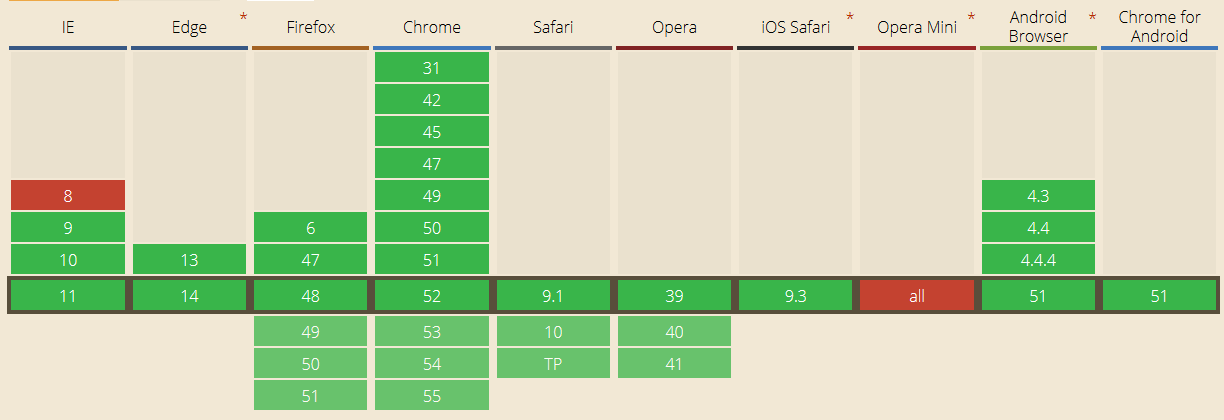 IE Edge * Firefox Chrome Safari Opera iOS Safari * Opera Mini * Android Browser * Chrome for Android
31
42
45
47
8 49 4.3
9 6 50 4.4
10 13 47 51 4.4.4
11 14 48 52 9.1 39 9.3 all 51 51
49 53 10 40
50 54 TP 41
51 55